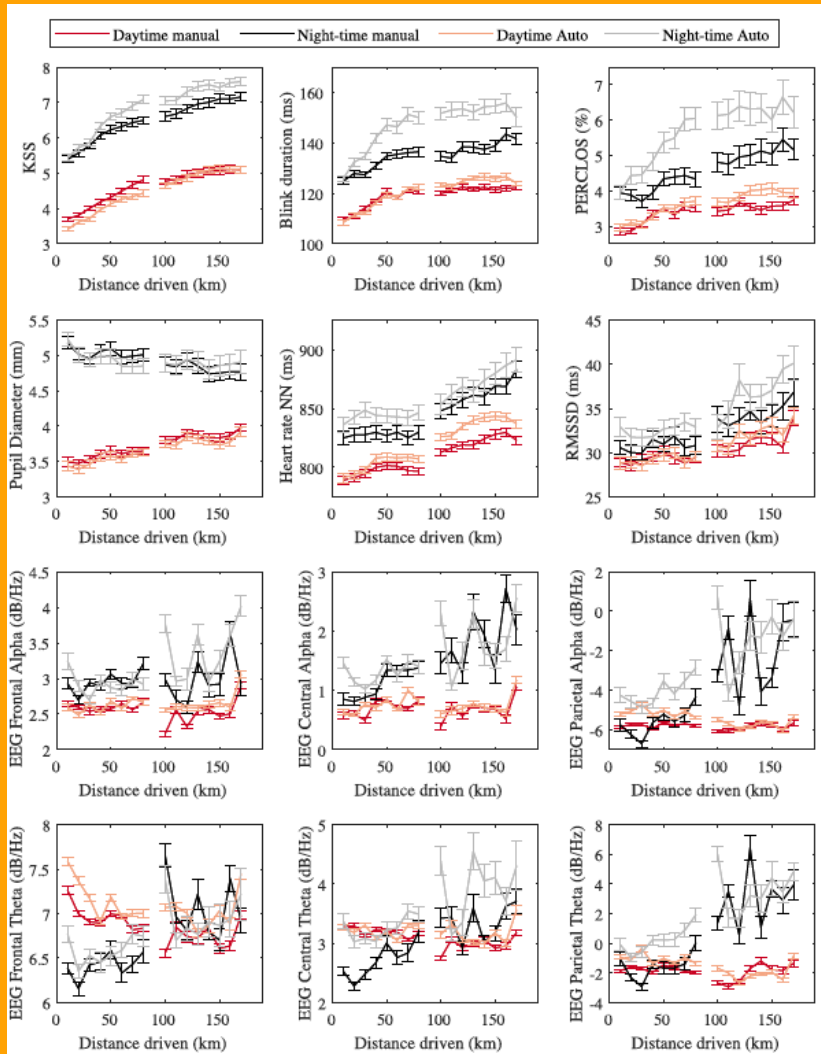 Daytime manual Night-time manual Daytime Auto Night-time Auto
KSS
8
7
6
5
4
3
0 50 100 150
Distance driven (km)
Blink duration (ms)
160
140
120
100
0 50 100 150
Distance driven (km)
PERCLOS (%)
7
6
5
4
3
0 50 100 150
Distance driven (km)
Pupil Diameter (mm)
5.5
5
4.5
4
3.5
3
0 50 100 150
Distance driven (km)
Heart rate NN (ms)
900
850
800
0 50 100 150
Distance driven (km)
RMSSD (ms)
45
40
35
30
25
0 50 100 150
Distance driven (km)
EEG Frontal Alpha (dB/Hz)
4.5
4
3.5
3
2.5
2
0 50 100 150
Distance driven (km)
EEG Central Alpha (dB/Hz)
3
2
1
0
0 50 100 150
Distance driven (km)
EEG Parietal Alpha (dB/Hz)
2
0
-2
-4
-6
0 50 100 150
Distance driven (km)
EEG Frontal Theta (dB/Hz)
8
7.5
7
6.5
6
0 50 100 150
Distance driven (km)
EEG Central Theta (dB/Hz)
5
4
3
2
0 50 100 150
Distance driven (km)
EEG Parietal Theta (dB/Hz)
8
6
4
2
0
-2
-4
0 50 100 150
Distance driven (km)